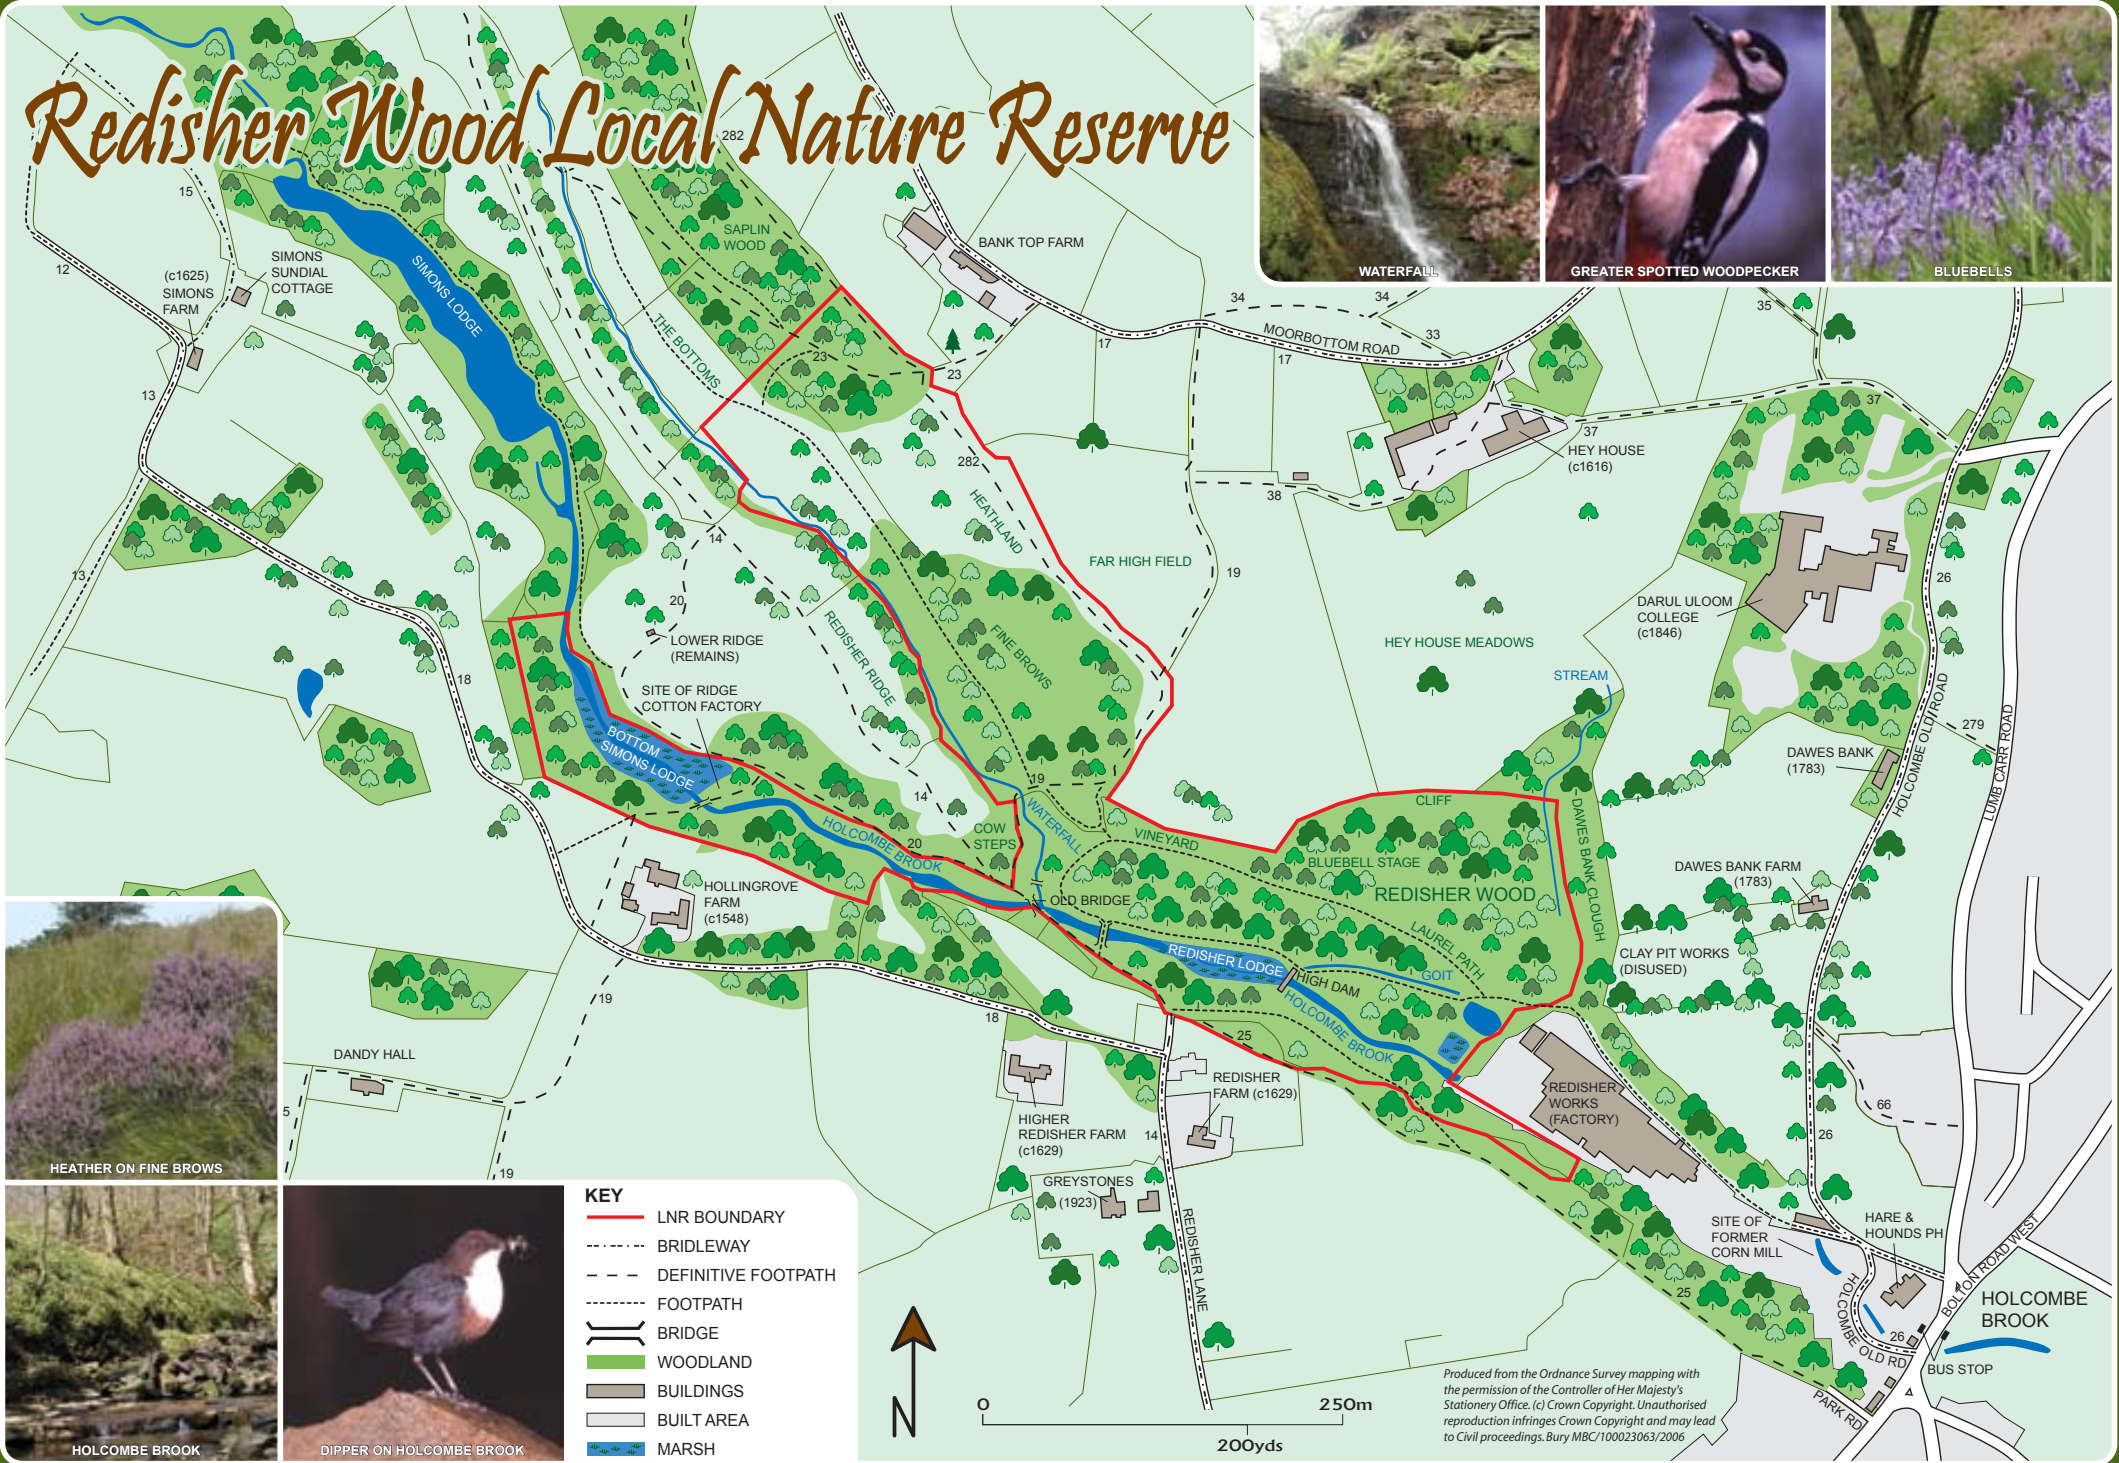 Redisher Wood Local Nature Reserve
WATERFALL
GREATER SPOTTED WOODPECKER
BLUEBELLS
282
15
12
(c1625)
SIMONS
FARM
SIMONS
SUNDIAL
COTTAGE
SIMONS LODGE
SAPLIN
WOOD
THE BOTTOMS
BANK TOP FARM
23
23
17
34
34
33
MOORBOTTOM ROAD
17
35
37
37
HEY HOUSE
(c1616)
38
13
13
282
HEATHLAND
FAR HIGH FIELD
19
14
20
LOWER RIDGE
(REMAINS)
REDISHER RIDGE
FINE BROWS
HEY HOUSE MEADOWS
DARUL ULOOM
COLLEGE
(c1846)
26
STREAM
18
SITE OF RIDGE
COTTON FACTORY
BOTTOM
SIMONS LODGE
DAWES BANK
(1783)
HOLCOMBE OLD ROAD
279
LUMB CARR ROAD
14
19
WATERFALL
COW
STEPS
HOLCOMBE BROOK
20
VINEYARD
CLIFF
BLUEBELL STAGE
REDISHER WOOD
DAWES BANK CLOUGH
DAWES BANK FARM
(1783)
HOLLINGROVE
FARM
(c1548)
OLD BRIDGE
LAUREL PATH
CLAY PIT WORKS
(DISUSED)
REDISHER LODGE
HIGH DAM
GOIT
HOLCOMBE BROOK
19
18
25
DANDY HALL
5
19
HIGHER
REDISHER FARM
(c1629)
REDISHER
FARM (c1629)
14
REDISHER
WORKS
(FACTORY)
66
26
GREYSTONES
(1923)
REDISHER LANE
SITE OF
FORMER
CORN MILL
HARE &
HOUNDS PH
HOLCOMBE OLD RD
26
25
BOLTON ROAD WEST
HOLCOMBE
BROOK
BUS STOP
PARK RD
HEATHER ON FINE BROWS
HOLCOMBE BROOK
DIPPER ON HOLCOMBE BROOK
KEY
LNR BOUNDARY
BRIDLEWAY
DEFINITIVE FOOTPATH
FOOTPATH
BRIDGE
WOODLAND
BUILDINGS
BUILT AREA
MARSH
N
0
250m
200yds
Produced from the Ordnance Survey mapping with
the permission of the Controller of Her Majesty's
Stationery Office. (c) Crown Copyright. Unauthorised
reproduction infringes Crown Copyright and may lead
to Civil proceedings. Bury MBC/100023063/2006